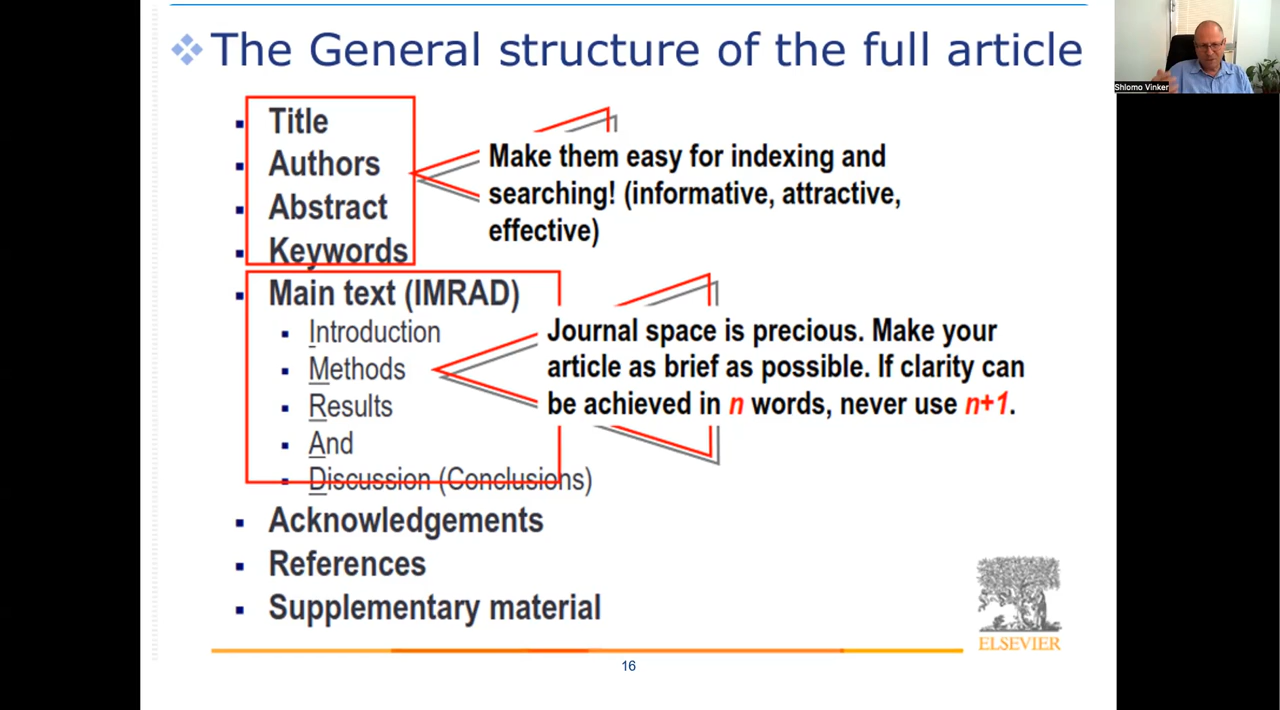 The General structure of the full article
Shlomo Vinker
Title
Authors
Abstract
Keywords
Make them easy for indexing and
searching! (informative, attractive,
effective)
Main text (IMRAD)
Introduction
Methods
Results
And
Discussion (Conclusions)
Journal space is precious. Make your
article as brief as possible. If clarity can
be achieved in n words, never use n+1.
Acknowledgements
References
Supplementary material
ELSEVIER
16